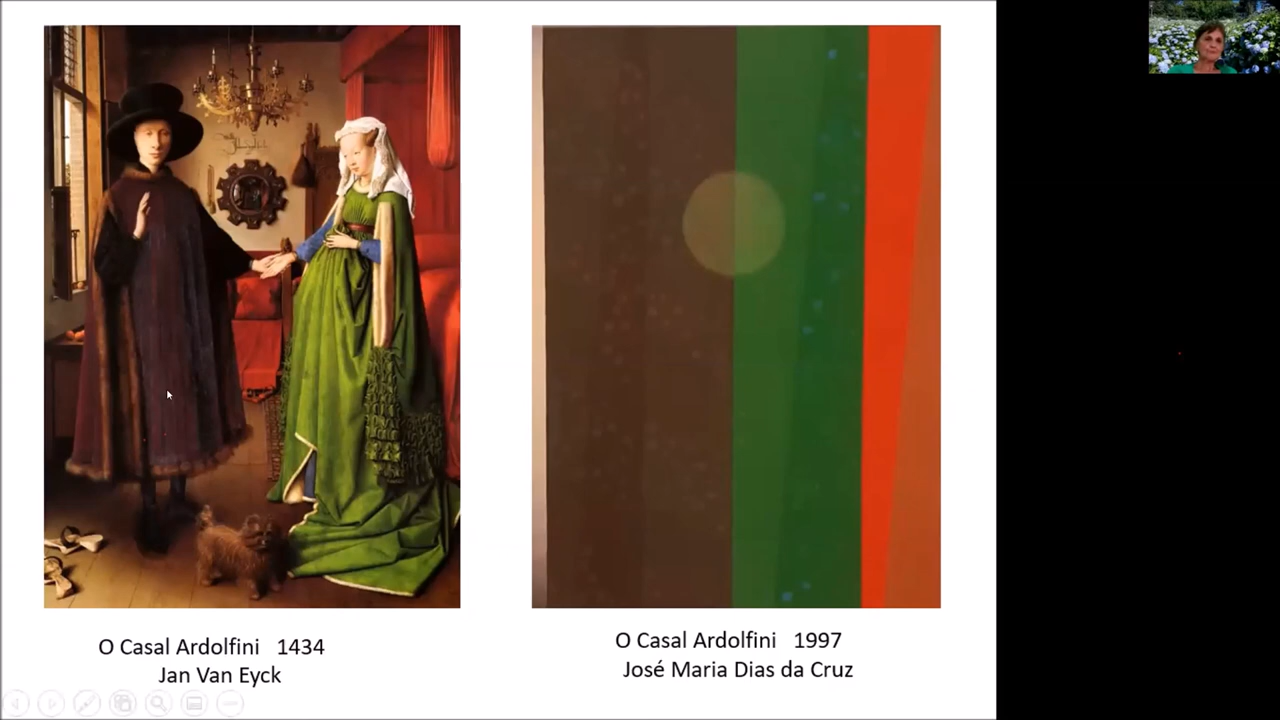 O Casal Ardolfini 1434
Jan Van Eyck
O Casal Ardolfini 1997
José Maria Dias da Cruz